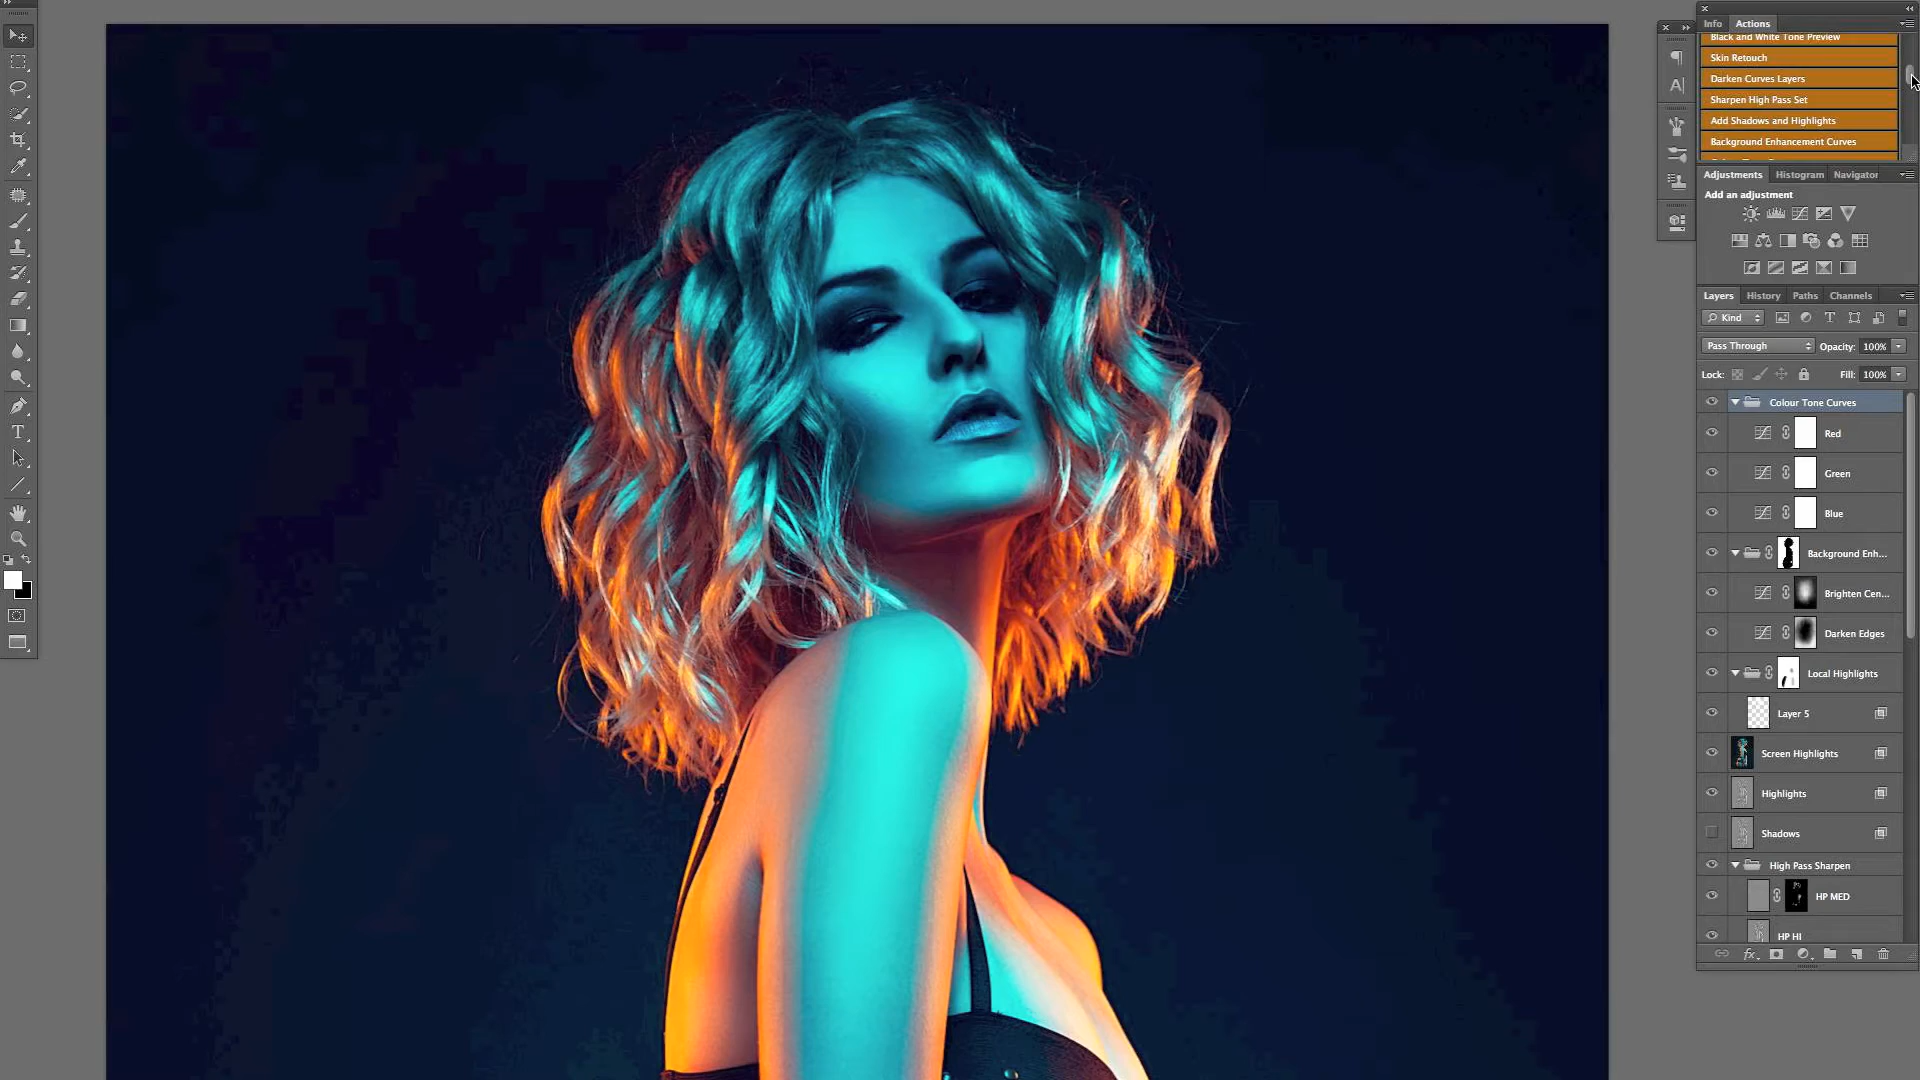 Info Actions
Black and White Tone Preview
Skin Retouch
Darken Curves Layers
Sharpen High Pass Set
Add Shadows and Highlights
Background Enhancement Curves
Adjustments Histogram Navigator
Add an adjustment
Layers History Paths Channels
Kind
Pass Through Opacity: 100%
Lock: Fill: 100%
Colour Tone Curves
Red
Green
Blue
Background Enh...
Brighten Cen...
Darken Edges
Local Highlights
Layer 5
Screen Highlights
Highlights
Shadows
High Pass Sharpen
HP MED
HP HI